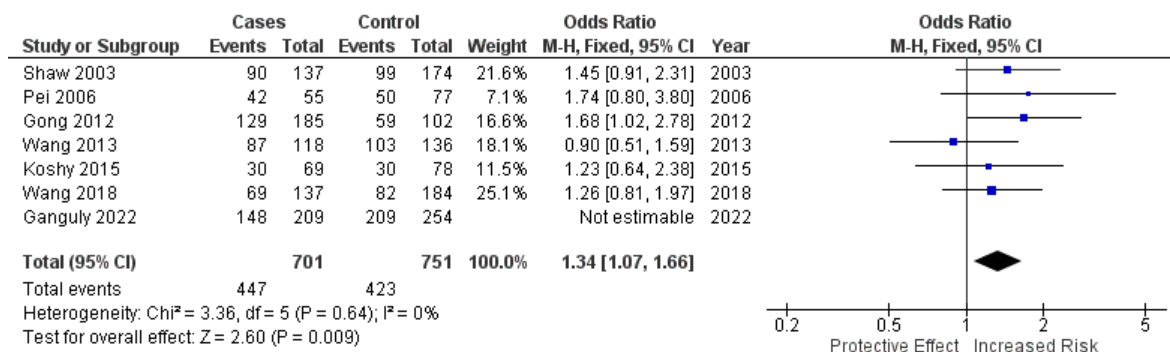 Cases Control Odds Ratio Odds Ratio
Study or Subgroup Events Total Events Total Weight M-H, Fixed, 95% CI Year M-H, Fixed, 95% CI
Shaw 2003 90 137 99 174 21.6% 1.45 [0.91, 2.31] 2003
Pei 2006 42 55 50 77 7.1% 1.74 [0.80, 3.80] 2006
Gong 2012 129 185 59 102 16.6% 1.68 [1.02, 2.78] 2012
Wang 2013 87 118 103 136 18.1% 0.90 [0.51, 1.59] 2013
Koshy 2015 30 69 30 78 11.5% 1.23 [0.64, 2.38] 2015
Wang 2018 69 137 82 184 25.1% 1.26 [0.81, 1.97] 2018
Ganguly 2022 148 209 209 254 Not estimable 2022
Total (95% CI) 701 751 100.0% 1.34 [1.07, 1.66]
Total events 447 423
Heterogeneity: Chi² = 3.36, df = 5 (P = 0.64); I² = 0%
Test for overall effect: Z = 2.60 (P = 0.009)
0.2 0.5 1 2 5
Protective Effect Increased Risk